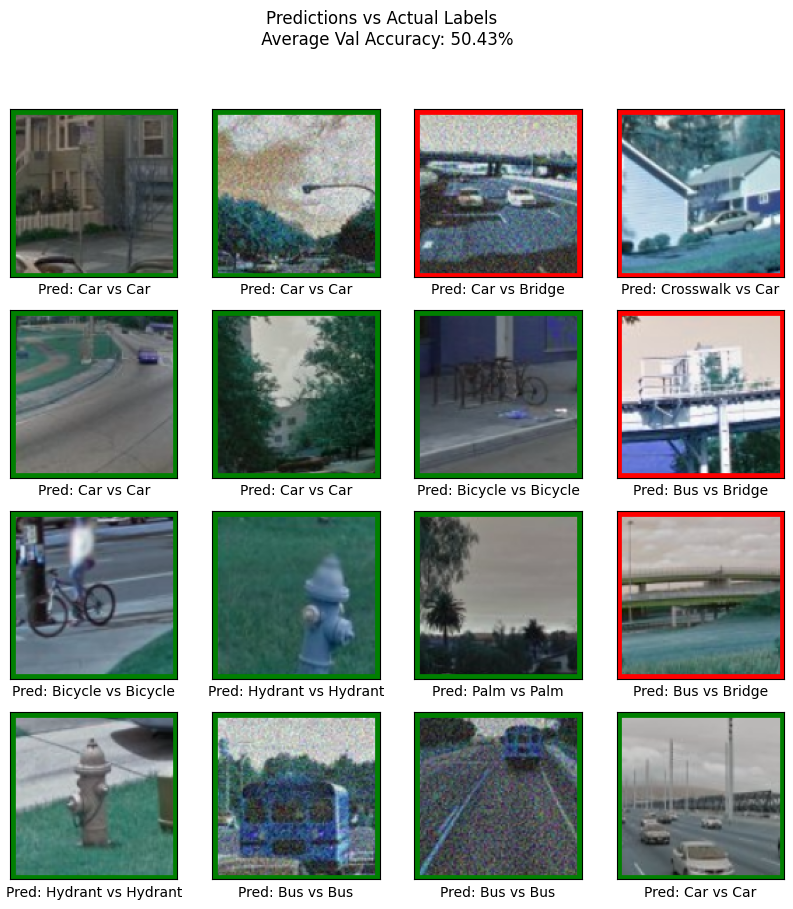 Predictions vs Actual Labels
Average Val Accuracy: 50.43%
Pred: Car vs Car
Pred: Car vs Car
Pred: Car vs Bridge
Pred: Crosswalk vs Car
Pred: Car vs Car
Pred: Car vs Car
Pred: Bicycle vs Bicycle
Pred: Bus vs Bridge
Pred: Bicycle vs Bicycle
Pred: Hydrant vs Hydrant
Pred: Palm vs Palm
Pred: Bus vs Bridge
Pred: Hydrant vs Hydrant
Pred: Bus vs Bus
Pred: Bus vs Bus
Pred: Car vs Car